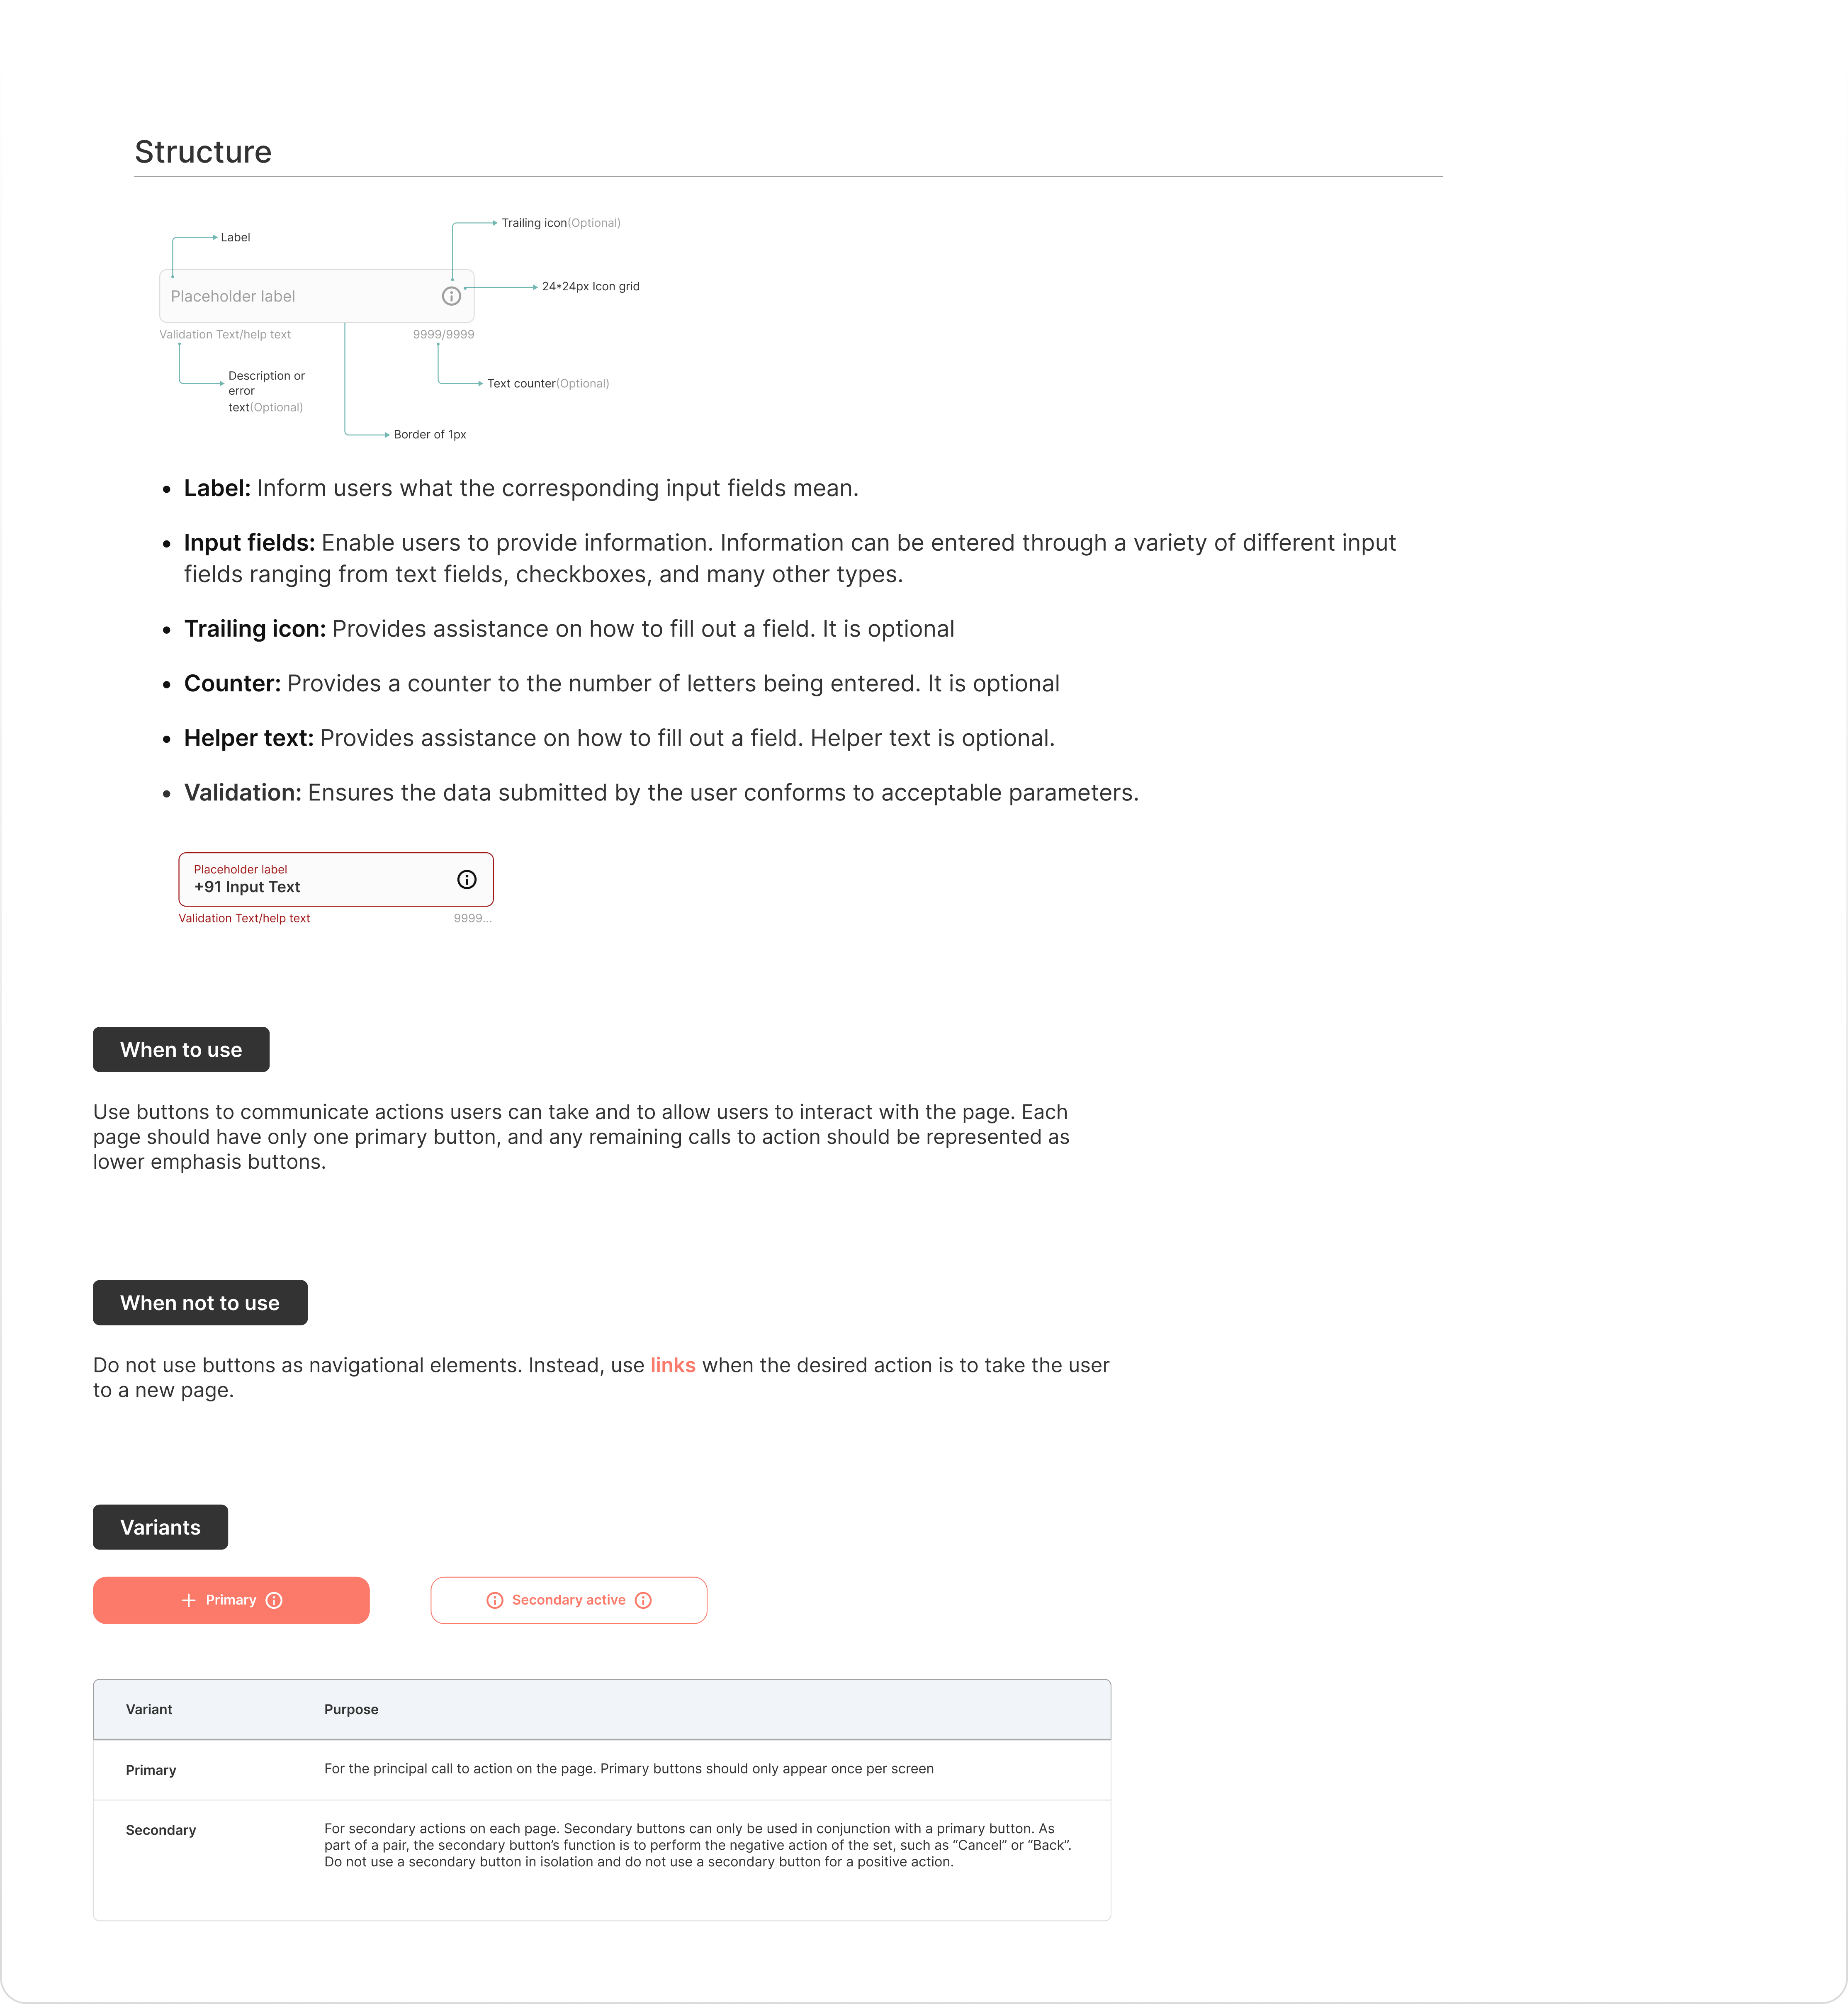 Structure
Trailing icon(Optional)
Label
24*24px Icon grid
Placeholder label
Validation Text/help text 9999/9999
Description or
error
text(Optional)
Text counter(Optional)
Border of 1px
• Label: Inform users what the corresponding input fields mean.
• Input fields: Enable users to provide information. Information can be entered through a variety of different input
fields ranging from text fields, checkboxes, and many other types.
• Trailing icon: Provides assistance on how to fill out a field. It is optional
• Counter: Provides a counter to the number of letters being entered. It is optional
• Helper text: Provides assistance on how to fill out a field. Helper text is optional.
• Validation: Ensures the data submitted by the user conforms to acceptable parameters.
Placeholder label
+91 Input Text
Validation Text/help text 9999...
When to use
Use buttons to communicate actions users can take and to allow users to interact with the page. Each
page should have only one primary button, and any remaining calls to action should be represented as
lower emphasis buttons.
When not to use
Do not use buttons as navigational elements. Instead, use links when the desired action is to take the user
to a new page.
Variants
Primary
Secondary active
Variant Purpose
Primary For the principal call to action on the page. Primary buttons should only appear once per screen
Secondary For secondary actions on each page. Secondary buttons can only be used in conjunction with a primary button. As
part of a pair, the secondary button’s function is to perform the negative action of the set, such as “Cancel” or “Back”.
Do not use a secondary button in isolation and do not use a secondary button for a positive action.